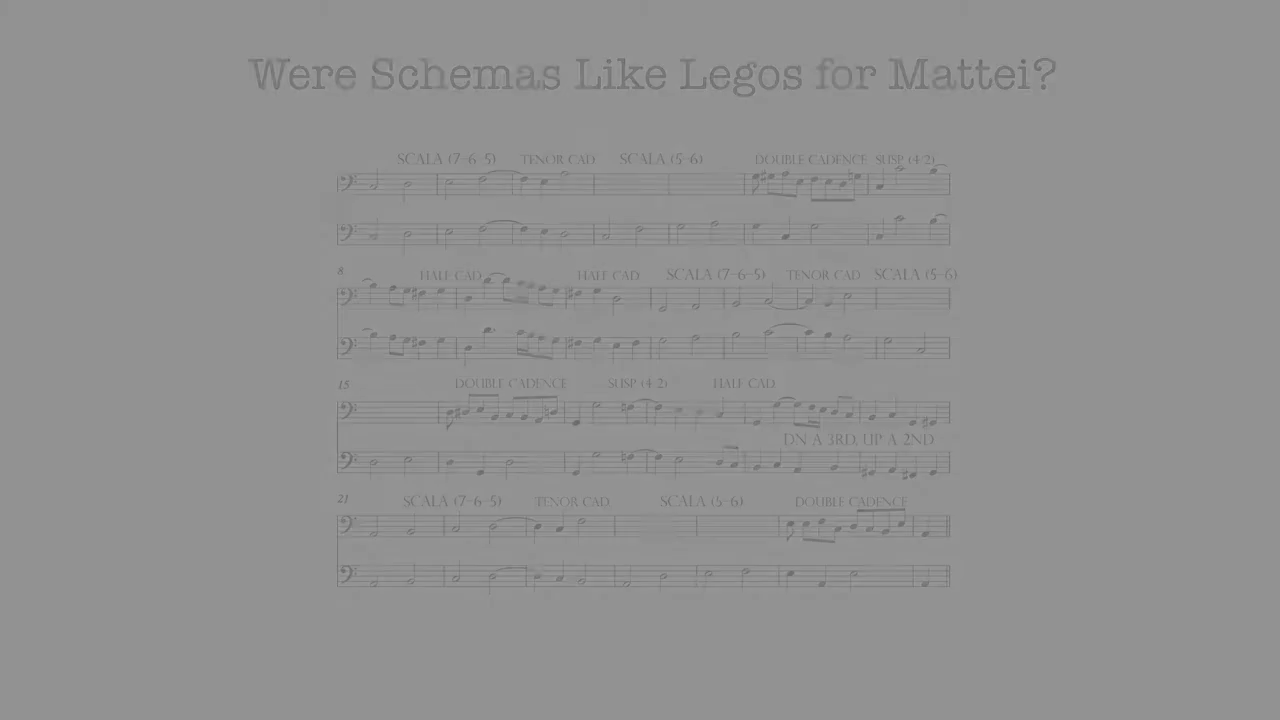 Were Schemas Like Legos for Mattei?
SCALA (7-6-5) TENOR CAD SCALA (5-6) DOUBLE CADENCE SUSP (4-2)
8
HALF CAD HALF CAD SCALA (7-6-5) TENOR CAD SCALA (5-6)
15
DOUBLE CADENCE SUSP (4-2) HALF CAD
DN A 3RD, UP A 2ND
21
SCALA (7-6-5) TENOR CAD SCALA (5-6) DOUBLE CADENCE